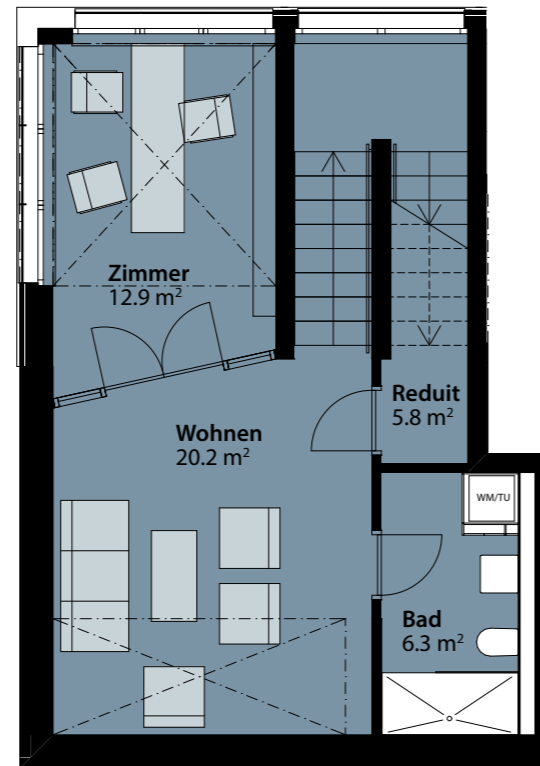 Zimmer
12.9 m²
Reduit
5.8 m²
Wohnen
20.2 m²
WM/TU
Bad
6.3 m²